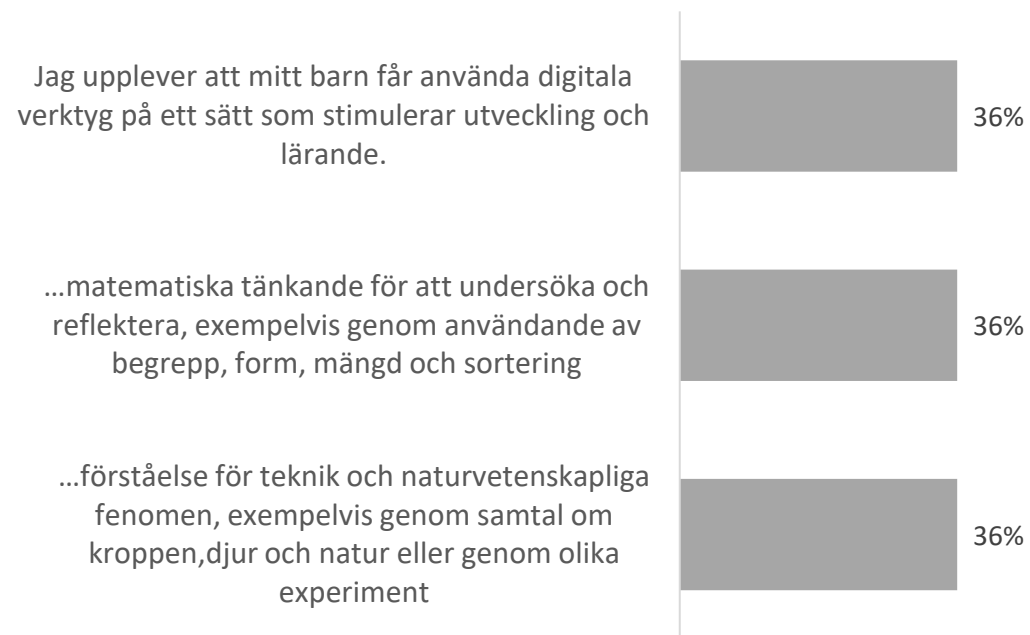 Jag upplever att mitt barn får använda digitala
verktyg på ett sätt som stimulerar utveckling och
lärande.
36%
…matematiska tänkande för att undersöka och
reflektera, exempelvis genom användande av
begrepp, form, mängd och sortering
36%
…förståelse för teknik och naturvetenskapliga
fenomen, exempelvis genom samtal om
kroppen,djur och natur eller genom olika
experiment
36%